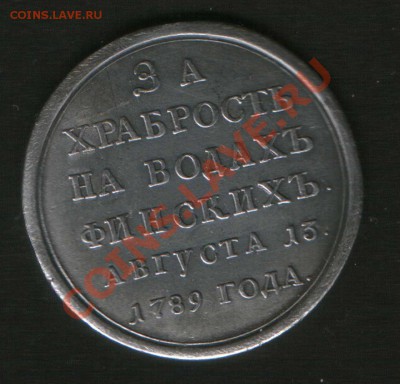 COINS.LAVE.RU
ЗА
ХРАБРОСТЬ
НА ВОДАХЪ
ФИНСКИХЪ.
АВГУСТА 13.
1789 ГОДА.
COINS.LAVE.RU